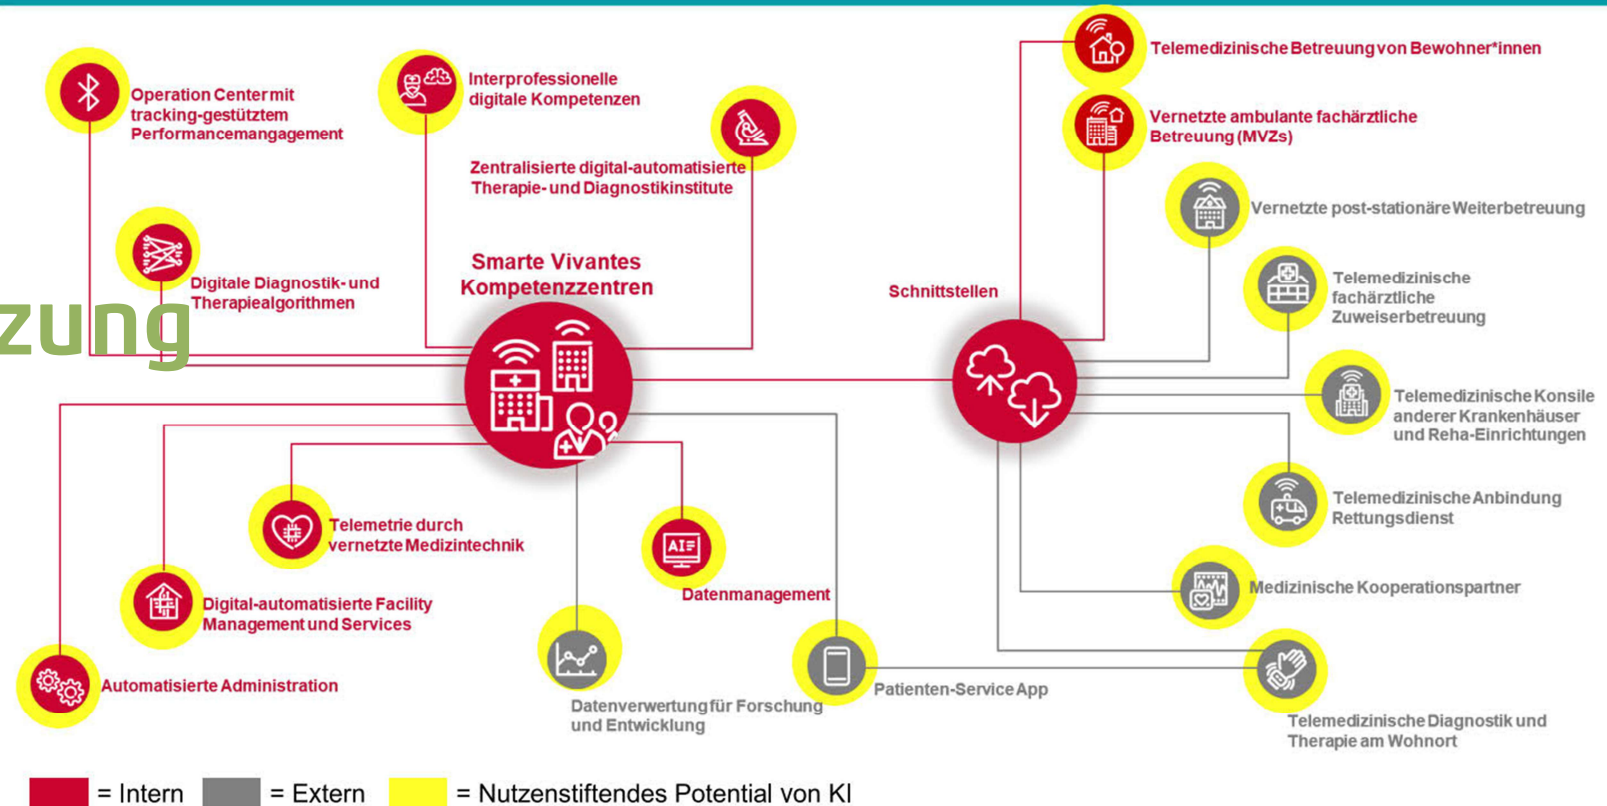 Operation Center mit
tracking-gestütztem
Performancemangagement
Interprofessionelle
digitale Kompetenzen
Zentralisierte digital-automatisierte
Therapie- und Diagnostikinstitute
Telemedizinische Betreuung von Bewohner*innen
Vernetzte ambulante fachärztliche
Betreuung (MVZs)
Vernetzte post-stationäre Weiterbetreuung
Digitale Diagnostik- und
Therapiealgorithmen
zung
Smarte Vivantes
Kompetenzzentren
Schnittstellen
Telemedizinische
fachärztliche
Zuweiserbetreuung
Telemedizinische Konsile
anderer Krankenhäuser
und Reha-Einrichtungen
Telemedizinische Anbindung
Rettungsdienst
Telemetrie durch
vernetzte Medizintechnik
AI
Datenmanagement
Digital-automatisierte Facility
Management und Services
Medizinische Kooperationspartner
Automatisierte Administration
Datenverwertung für Forschung
und Entwicklung
Patienten-Service App
Telemedizinische Diagnostik und
Therapie am Wohnort
= Intern
= Extern
= Nutzenstiftendes Potential von KI